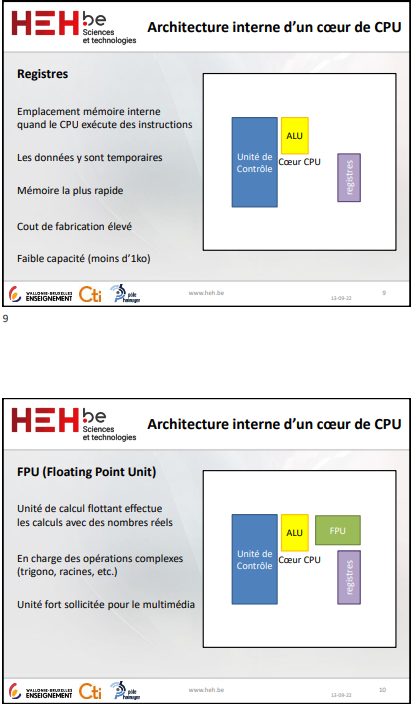 HEH be
Sciences
et technologies
Architecture interne d'un cœur de CPU
Registres
Emplacement mémoire interne
quand le CPU exécute des instructions
Les données y sont temporaires
Mémoire la plus rapide
Cout de fabrication élevé
Faible capacité (moins d'1ko)
ALU
Unité de
Contrôle
Cœur CPU
registres
WALLONIE-BRUXELLES
ENSEIGNEMENT
Cti
pôle
hainuyer
www.heh.be
13-09-22
9
9
HEH be
Sciences
et technologies
Architecture interne d'un cœur de CPU
FPU (Floating Point Unit)
Unité de calcul flottant effectue
les calculs avec des nombres réels
En charge des opérations complexes
(trigono, racines, etc.)
Unité fort sollicitée pour le multimédia
ALU
FPU
Unité de
Contrôle
Cœur CPU
registres
WALLONIE-BRUXELLES
ENSEIGNEMENT
Cti
pôle
hainuyer
www.heh.be
13-09-22
10